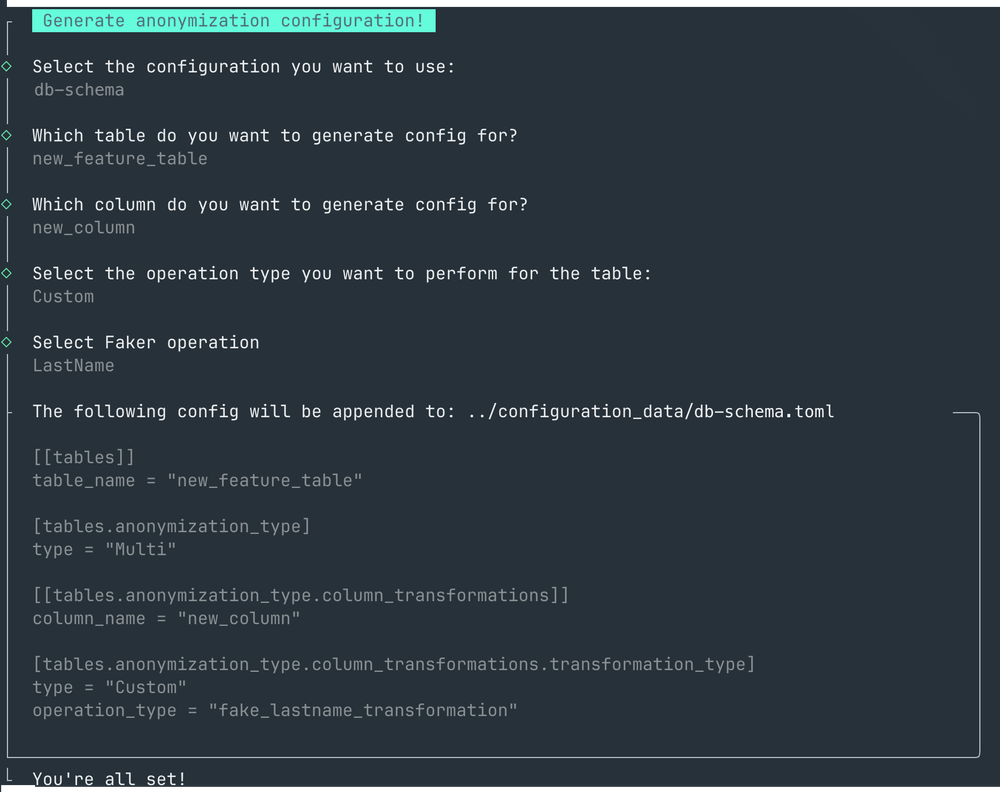 Generate anonymization configuration!
Select the configuration you want to use:
db-schema
Which table do you want to generate config for?
new_feature_table
Which column do you want to generate config for?
new_column
Select the operation type you want to perform for the table:
Custom
Select Faker operation
LastName
The following config will be appended to: ../configuration_data/db-schema.toml
[[tables]]
table_name = "new_feature_table"
[tables.anonymization_type]
type = "Multi"
[[tables.anonymization_type.column_transformations]]
column_name = "new_column"
[tables.anonymization_type.column_transformations.transformation_type]
type = "Custom"
operation_type = "fake_lastname_transformation"
You're all set!